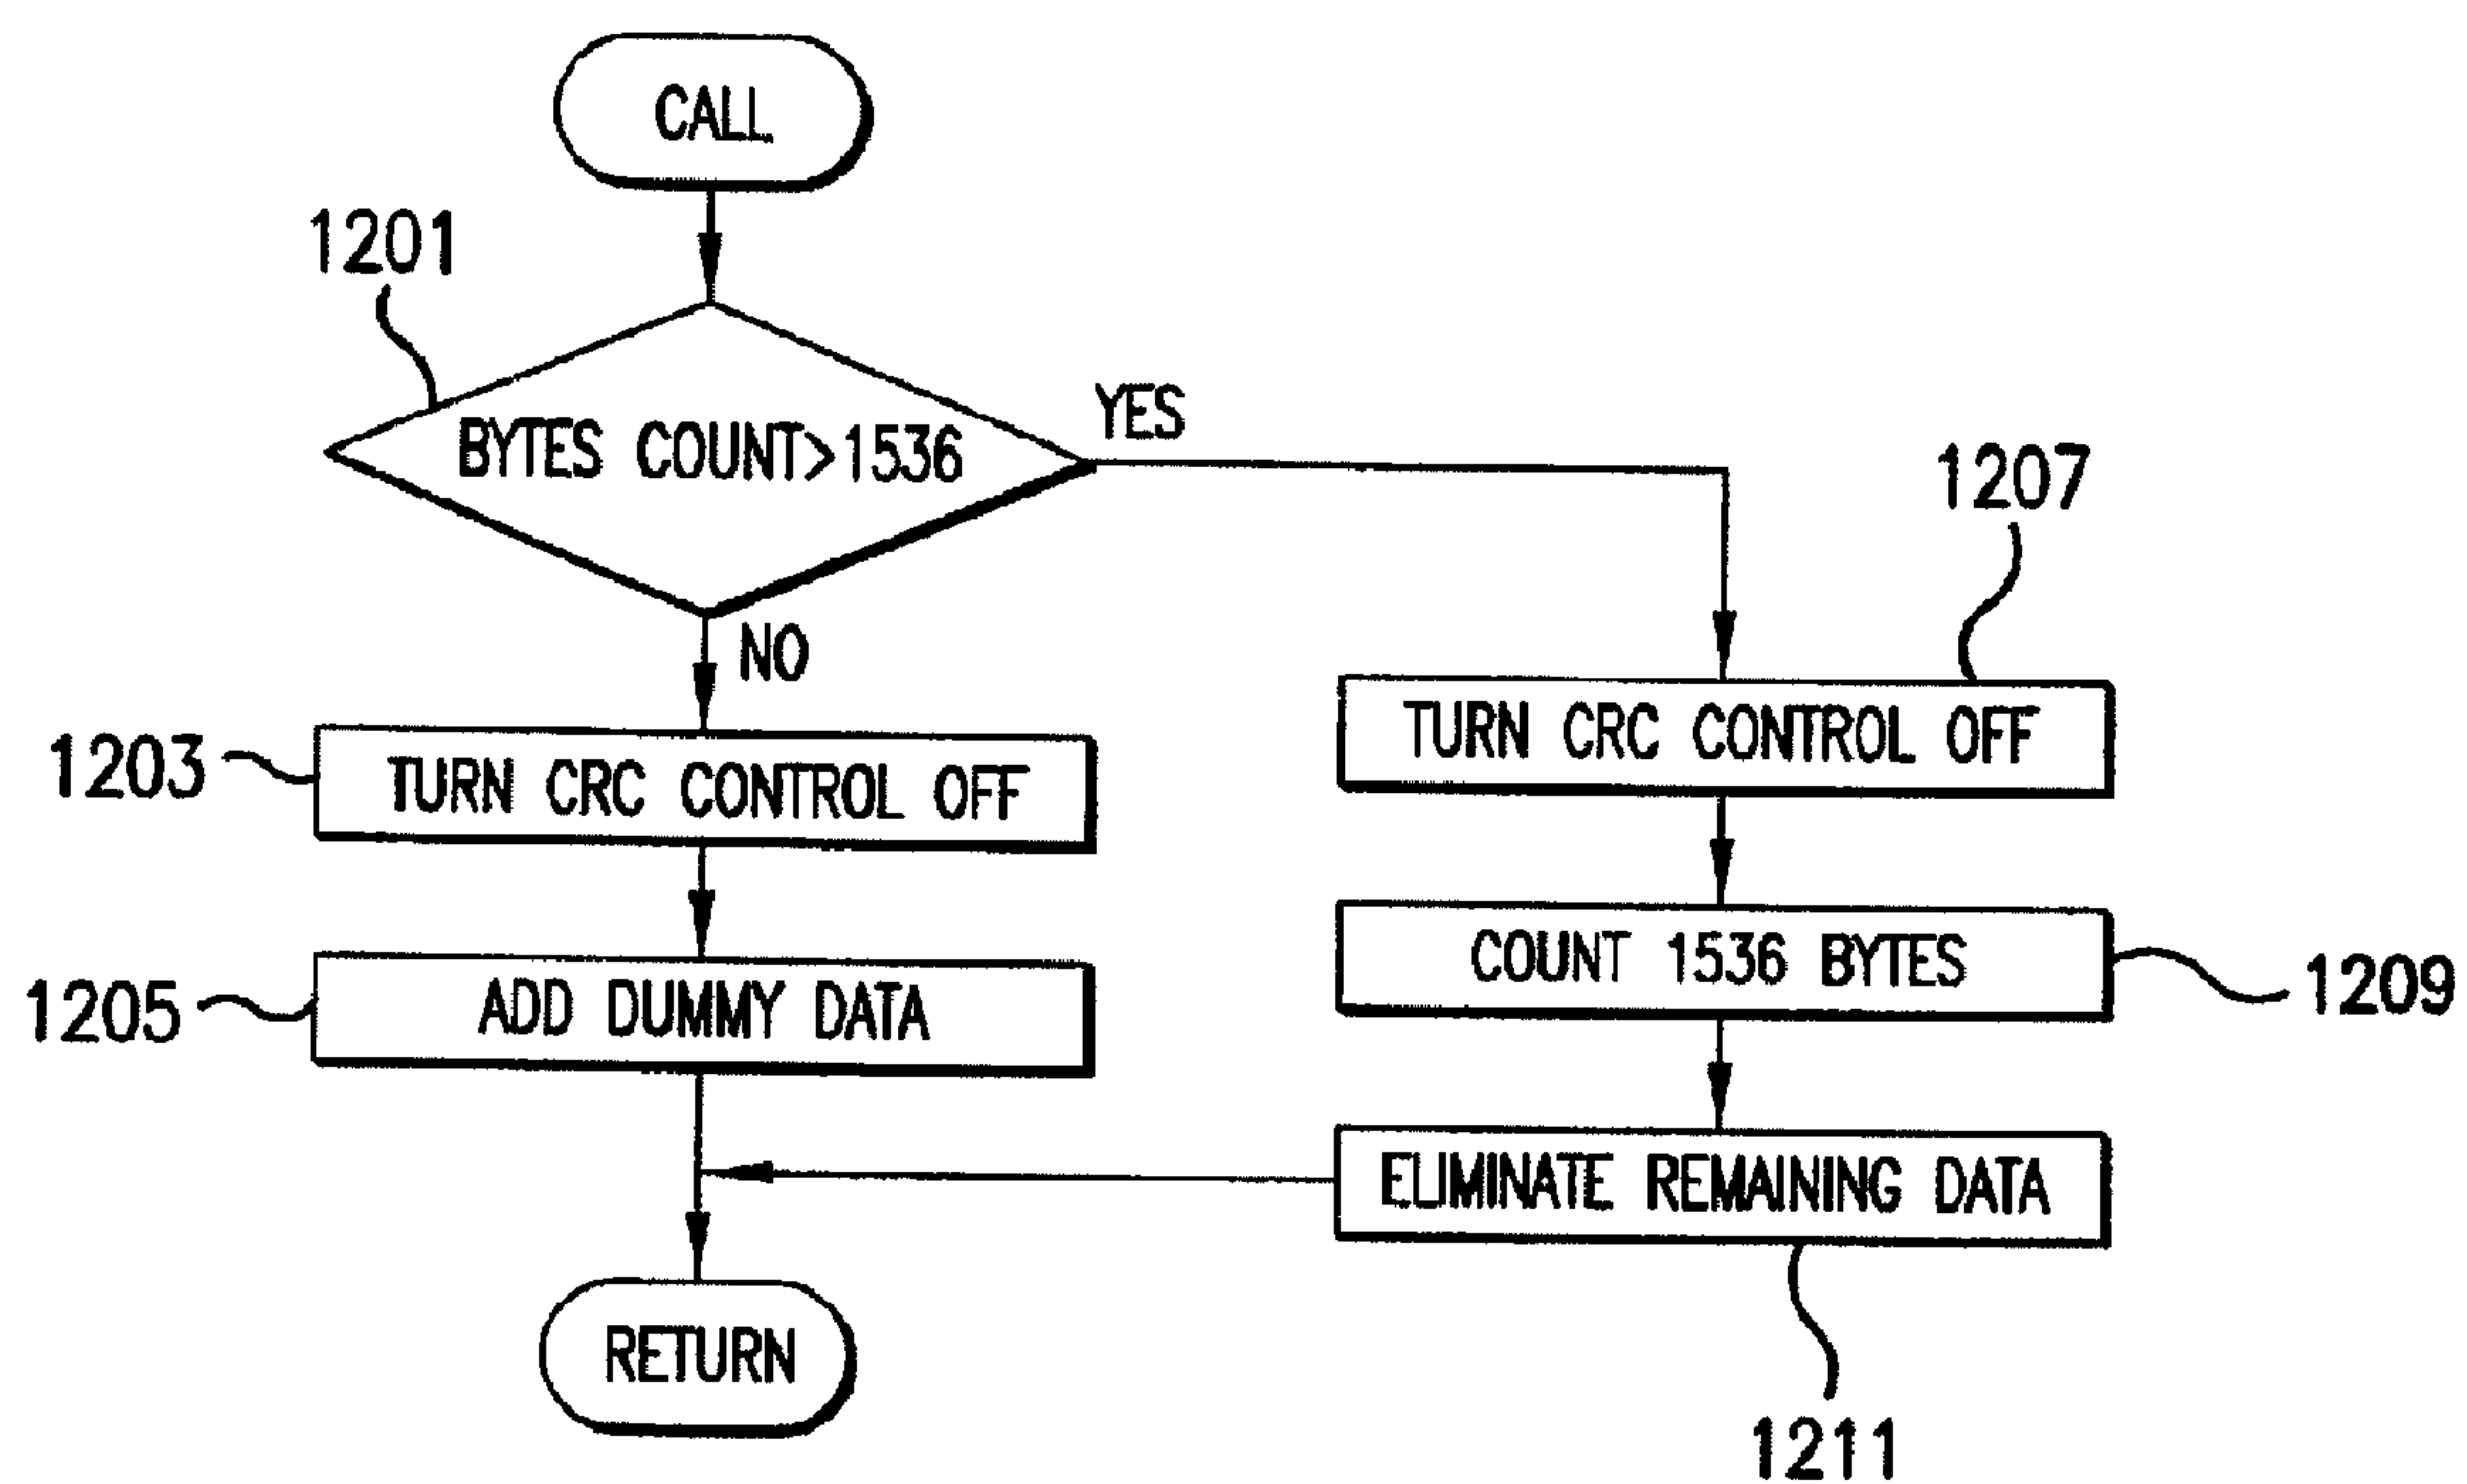 CALL
1201
BYTES COUNT>1536
YES
NO
1207
1203
TURN CRC CONTROL OFF
TURN CRC CONTROL OFF
1205
ADD DUMMY DATA
COUNT 1536 BYTES
1209
ELIMINATE REMAINING DATA
RETURN
1211